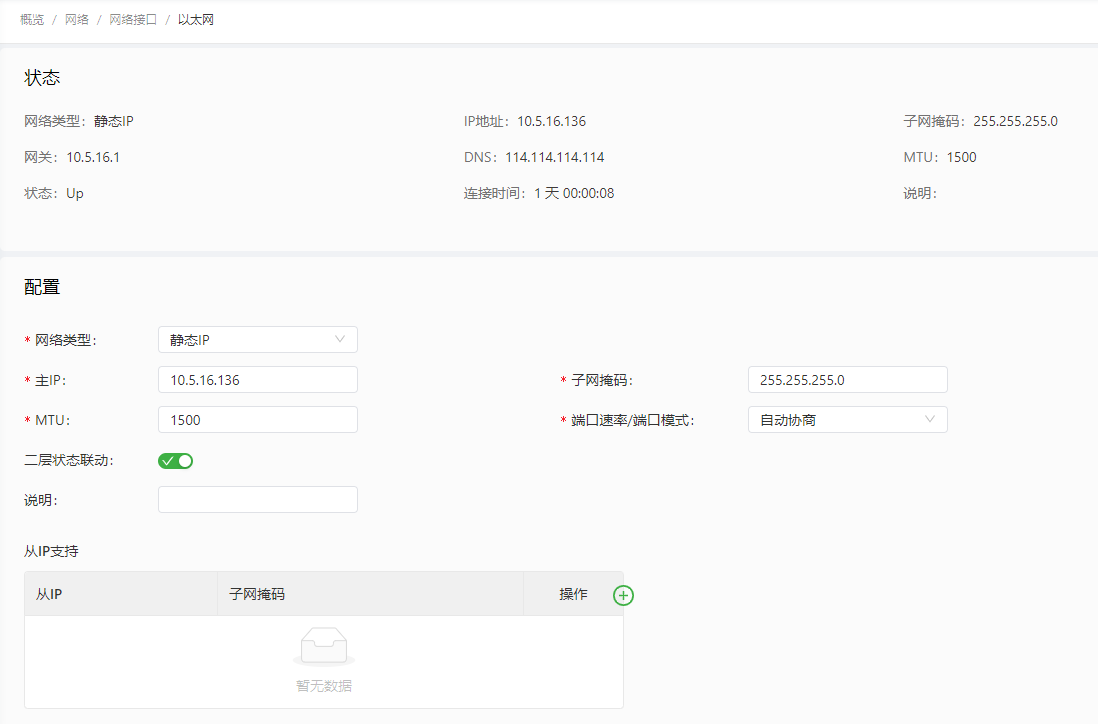 概览 / 网络 / 网络接口 / 以太网
状态
网络类型: 静态IP IP地址: 10.5.16.136 子网掩码: 255.255.255.0
网关: 10.5.16.1 DNS: 114.114.114.114 MTU: 1500
状态: Up 连接时间: 1 天 00:00:08 说明:
配置
* 网络类型: 静态IP
* 主IP: 10.5.16.136 * 子网掩码: 255.255.255.0
* MTU: 1500 * 端口速率/端口模式: 自动协商
二层状态联动:
说明:
从IP支持
从IP 子网掩码 操作
暂无数据